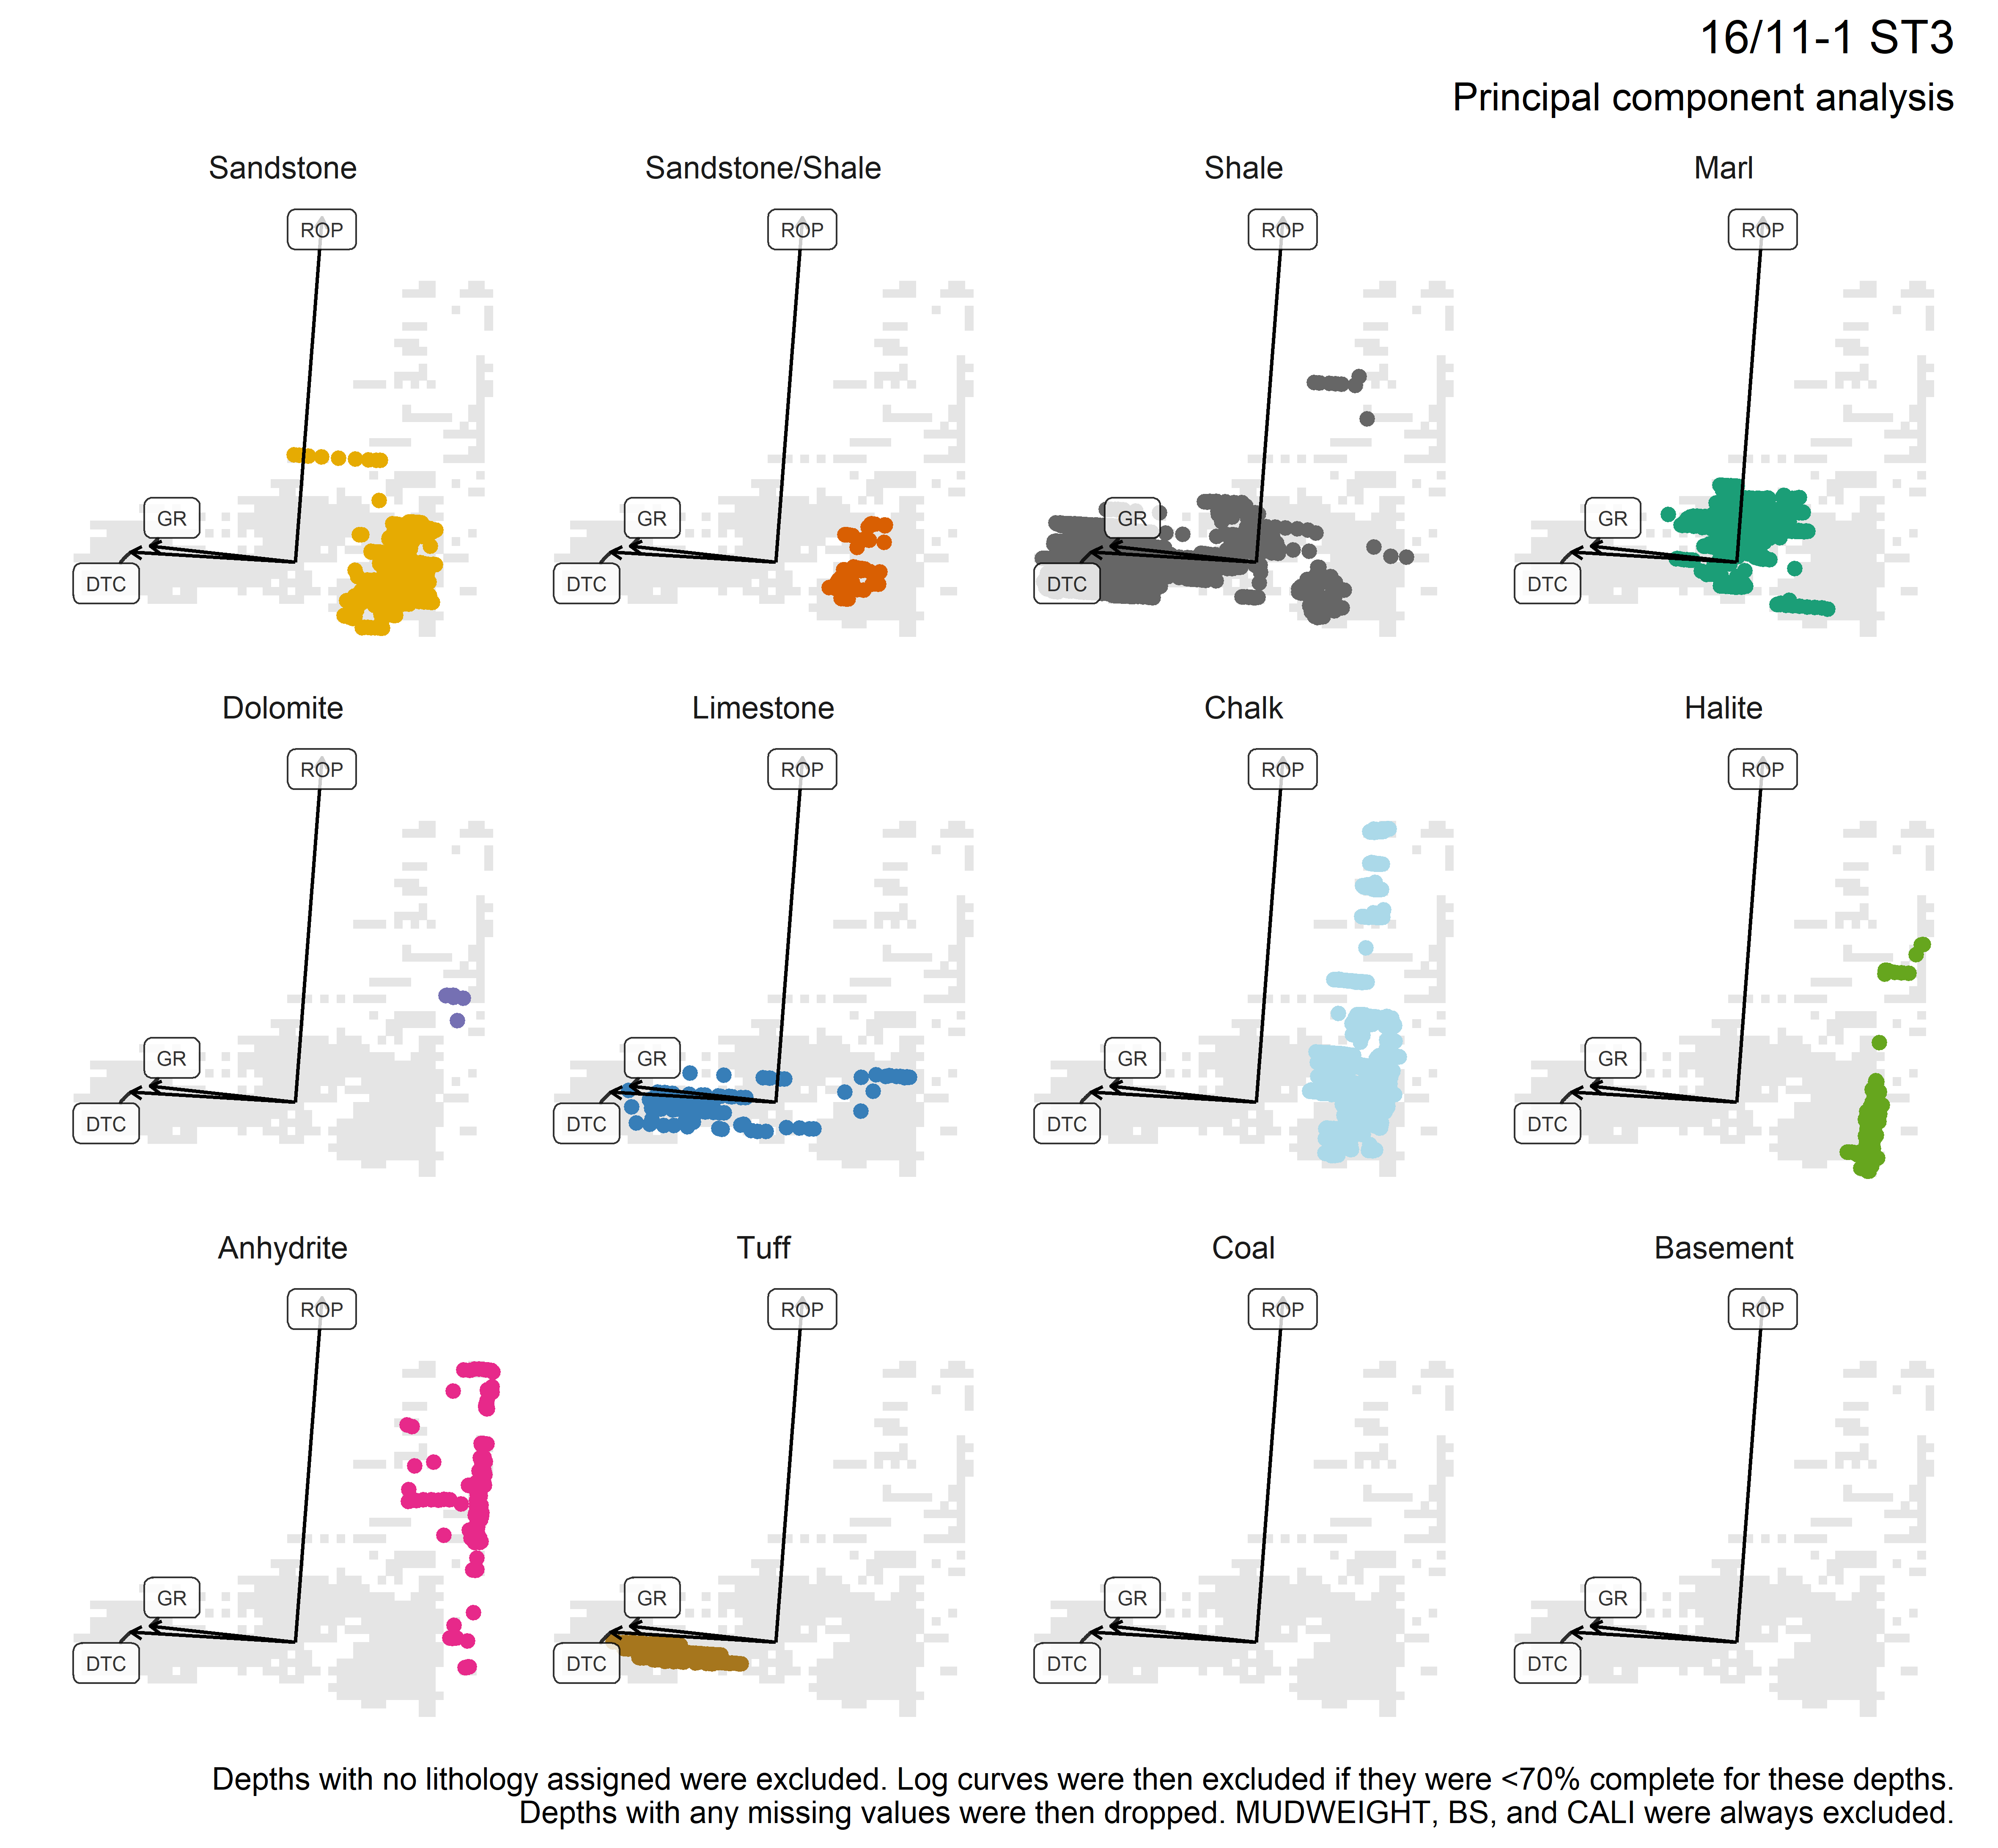 16/11-1 ST3
Principal component analysis
Sandstone
ROP
GR
DTC
Sandstone/Shale
ROP
GR
DTC
Shale
ROP
GR
DTC
Marl
ROP
GR
DTC
Dolomite
ROP
GR
DTC
Limestone
ROP
GR
DTC
Chalk
ROP
GR
DTC
Halite
ROP
GR
DTC
Anhydrite
ROP
GR
DTC
Tuff
ROP
GR
DTC
Coal
ROP
GR
DTC
Basement
ROP
GR
DTC
Depths with no lithology assigned were excluded. Log curves were then excluded if they were <70% complete for these depths.
Depths with any missing values were then dropped. MUDWEIGHT, BS, and CALI were always excluded.